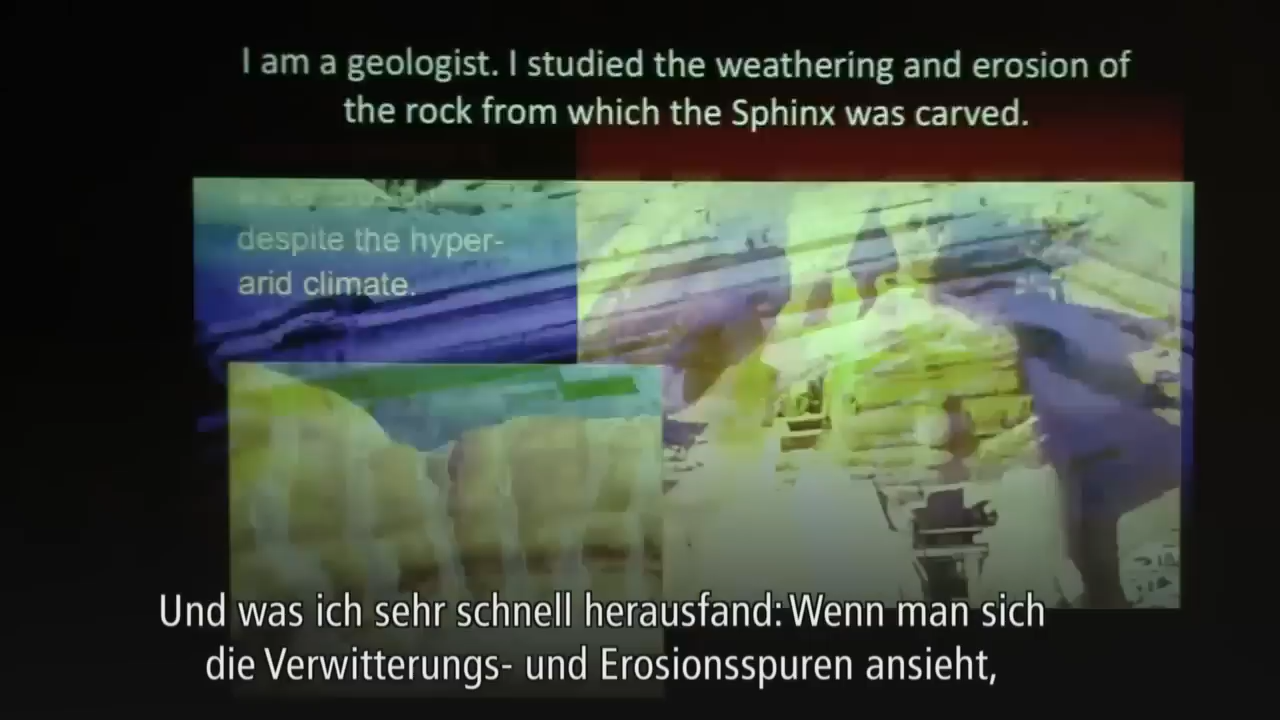 I am a geologist. I studied the weathering and erosion of
the rock from which the Sphinx was carved.
despite the hyper-
arid climate.
Und was ich sehr schnell herausfand: Wenn man sich
die Verwitterungs- und Erosionsspuren ansieht,